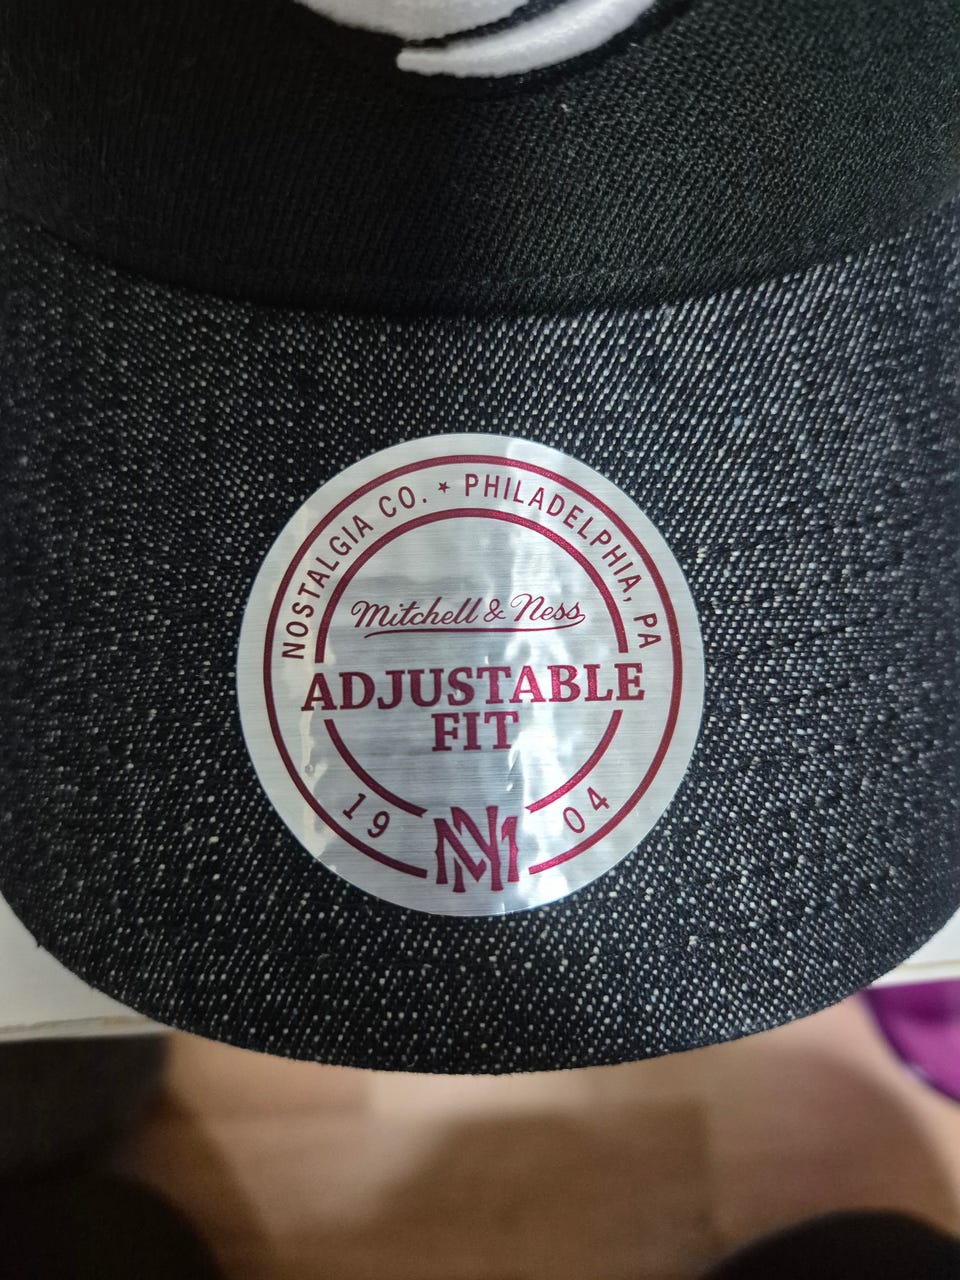 NOSTALGIA CO. ★ PHILADELPHIA, PA
Mitchell & Ness
ADJUSTABLE
FIT
19 04
MN